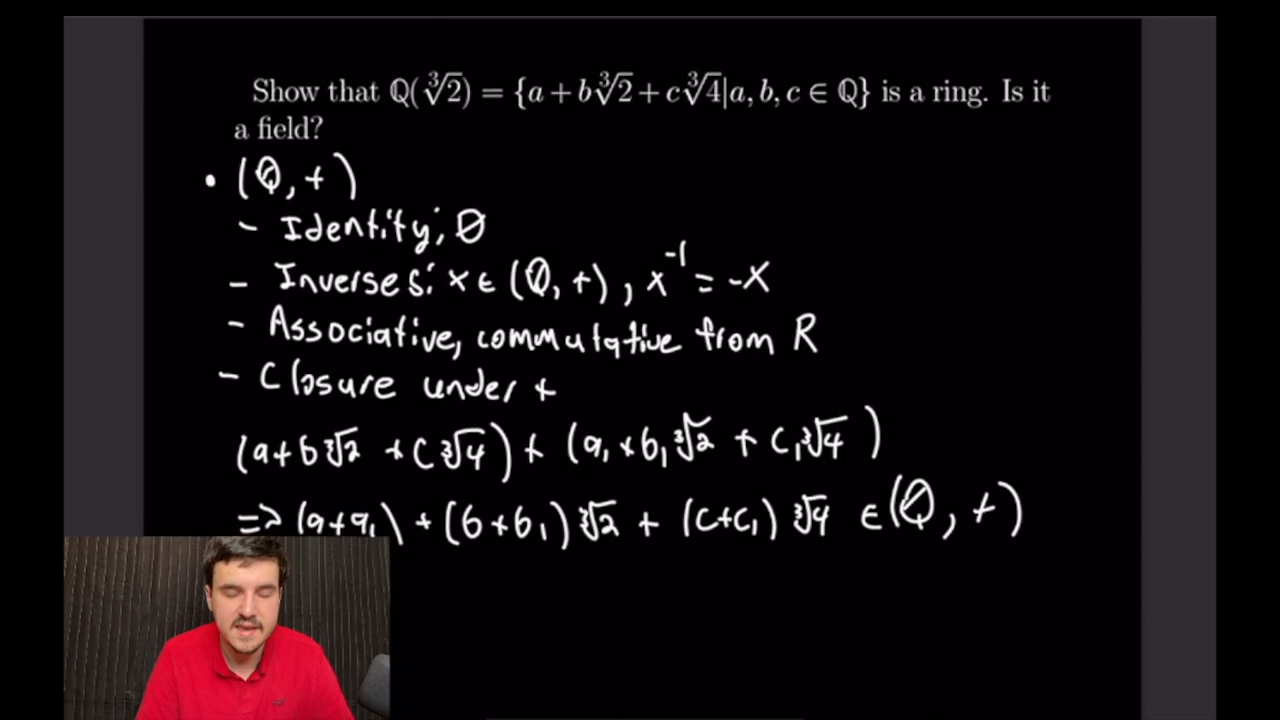 Show that ℚ(∛2) = {a + b∛2 + c∛4|a, b, c ∈ ℚ} is a ring. Is it
a field?
• (ℚ, +)
- Identity; 0
- Inverses: x ∈ (ℚ, +), x⁻¹ = -x
- Associative, commutative from R
- Closure under +
(a+b∛2 + c∛4) + (a₁ + b₁∛2 + c₁∛4)
=> (a+a₁) + (b+b₁)∛2 + (c+c₁)∛4 ∈ (ℚ, +)